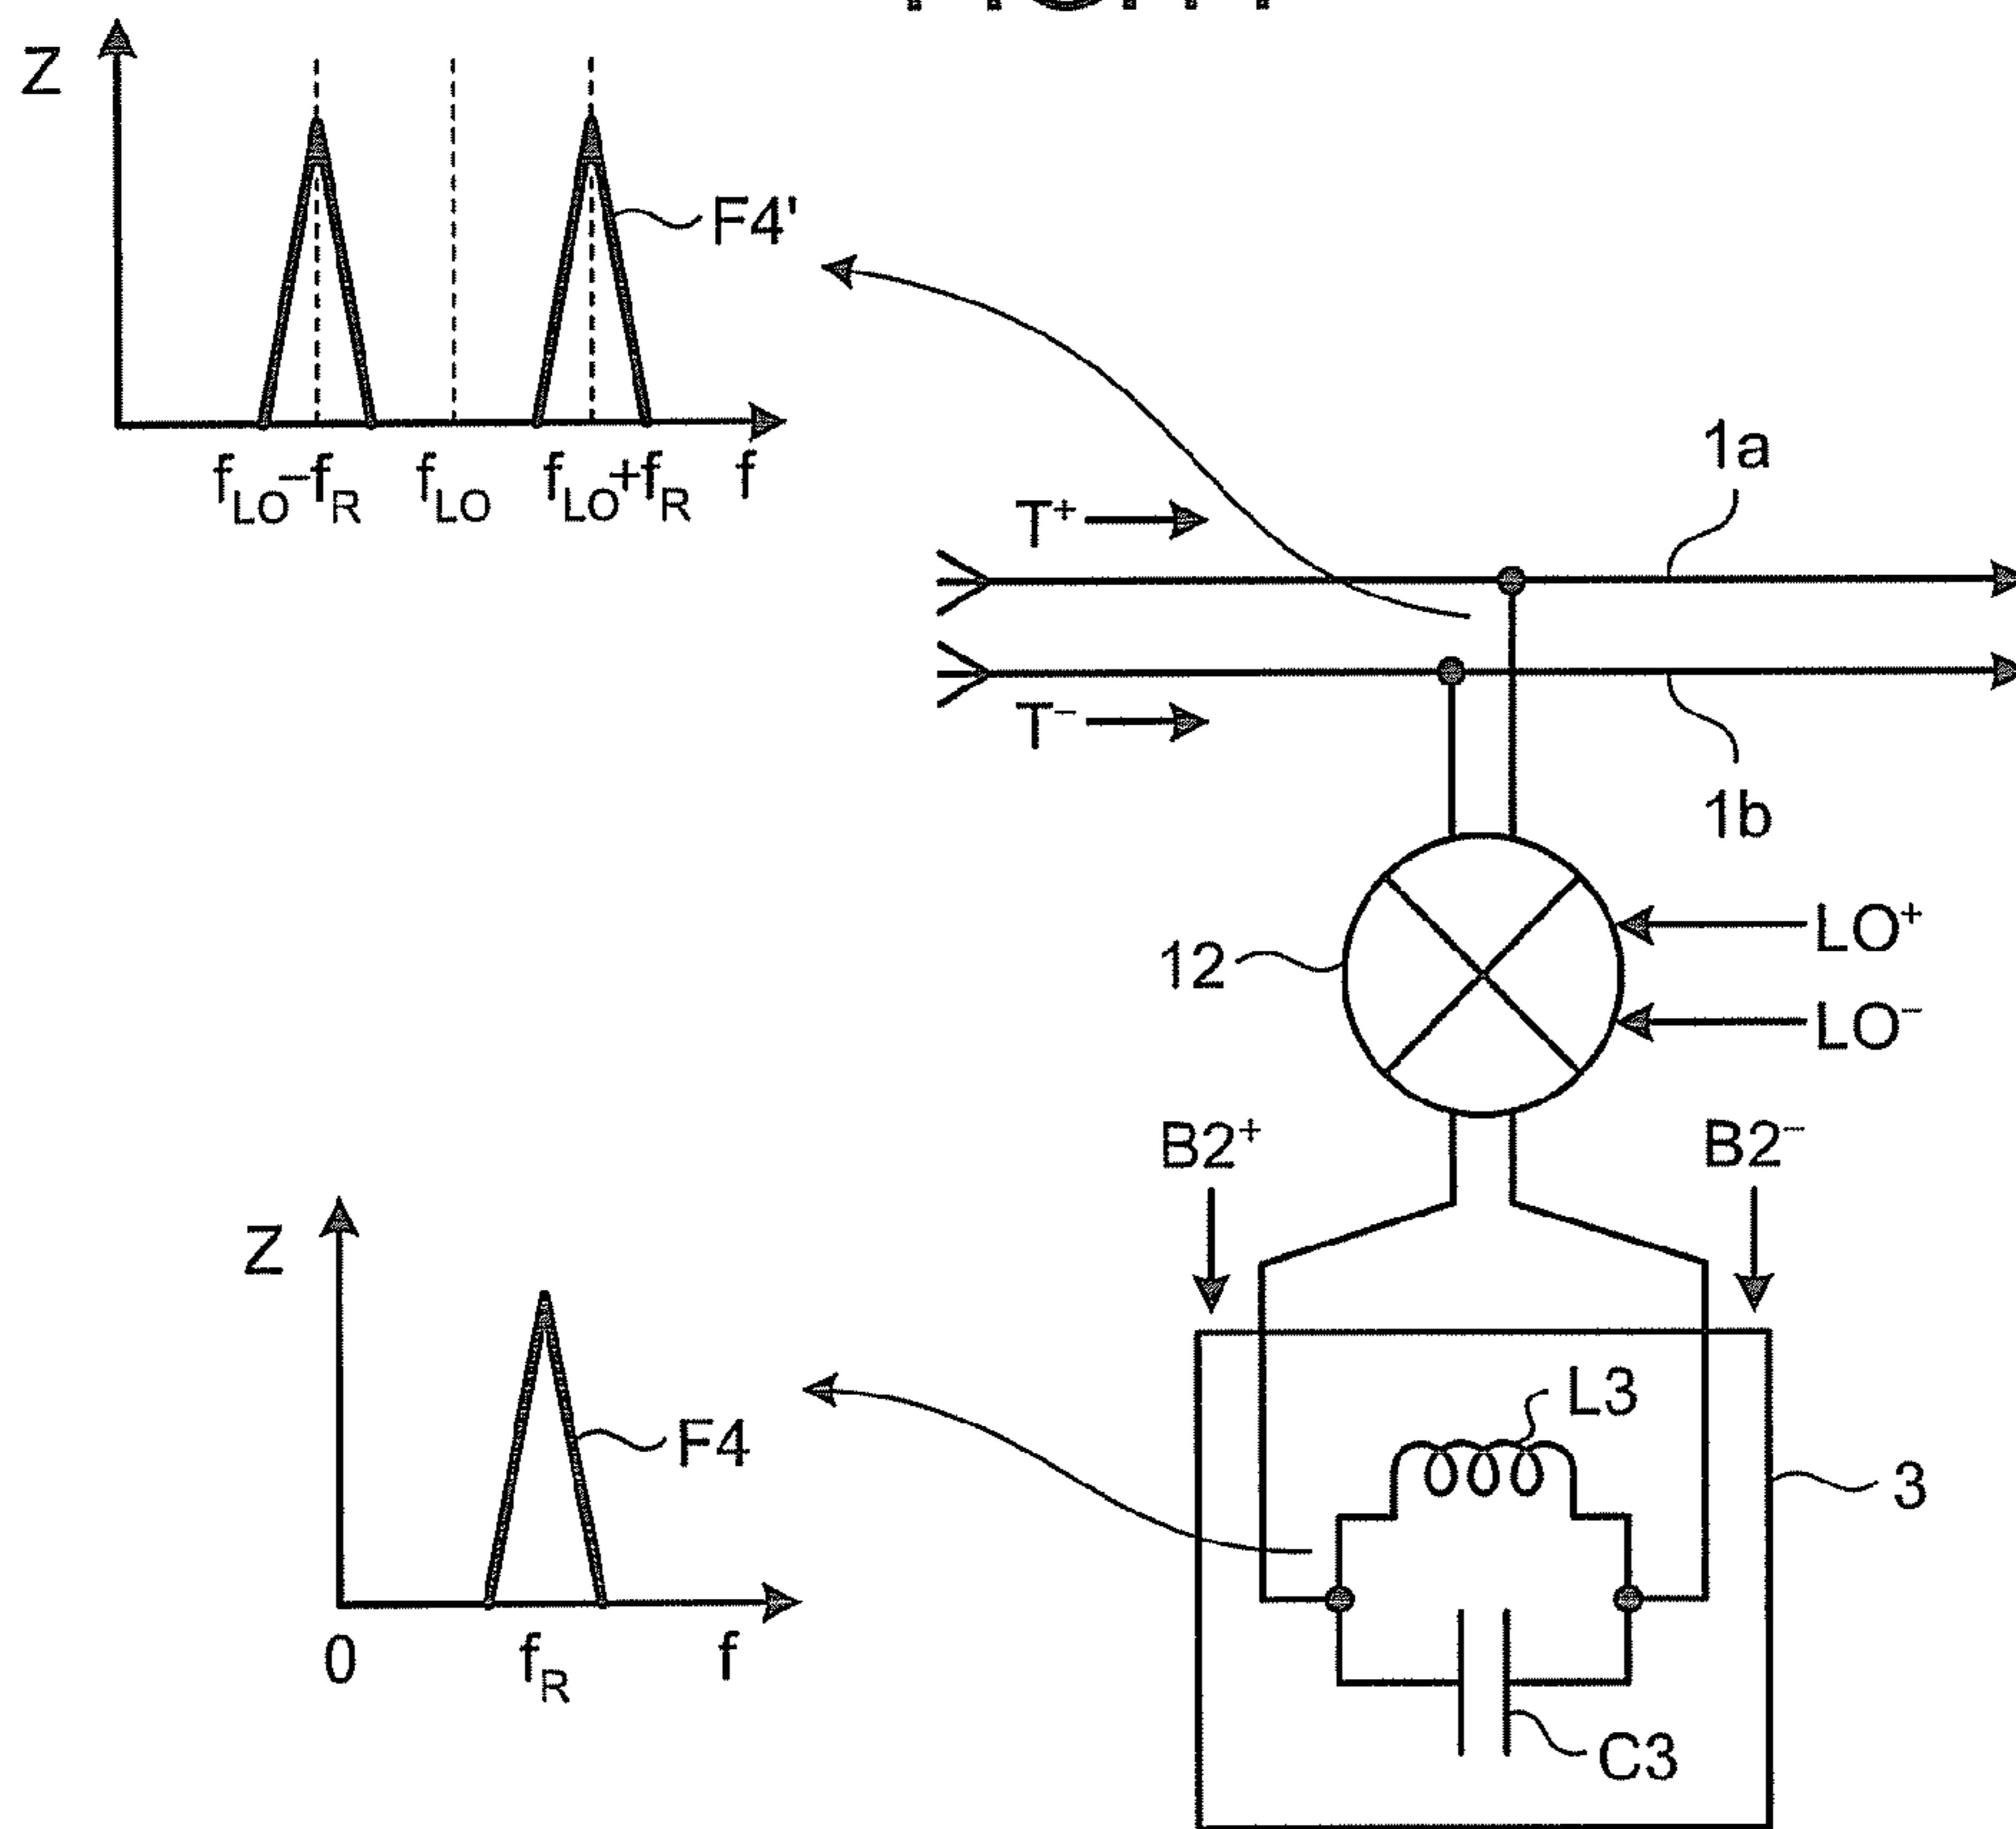 Z
F4'
fLO−fR fLO fLO+fR f
1a
T+
T−
1b
12
LO+
LO−
B2+ B2−
Z
L3
F4
3
0 fR f
C3